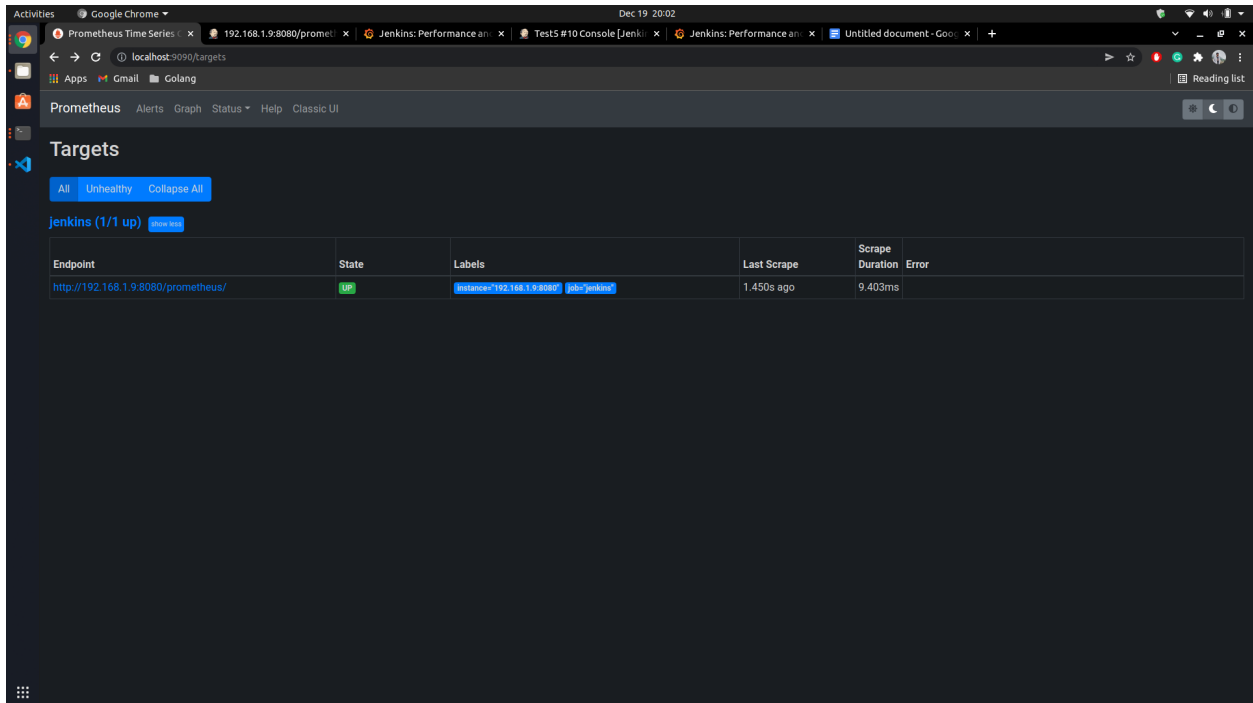 Activities Google Chrome Dec 19 20:02
Prometheus Time Series C 192.168.1.9:8080/promet Jenkins: Performance an Test5 #10 Console [Jenki Jenkins: Performance an Untitled document - Goo
localhost:9090/targets
Apps Gmail Golang Reading list
Prometheus Alerts Graph Status Help Classic UI
Targets
All Unhealthy Collapse All
jenkins (1/1 up) show less
Endpoint State Labels Last Scrape Scrape Duration Error
http://192.168.1.9:8080/prometheus/ UP instance="192.168.1.9:8080" job="jenkins" 1.450s ago 9.403ms